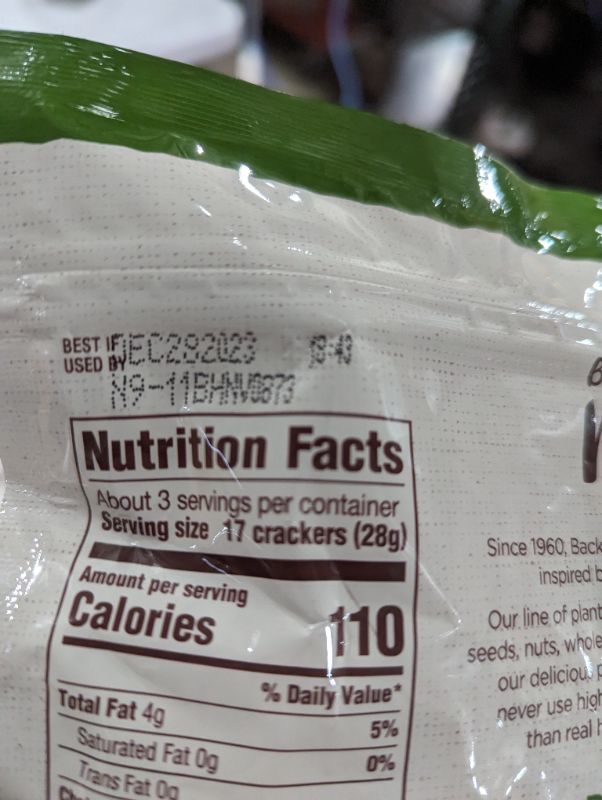 BEST IF
USED BY
DEC282023 18:43
N9-11BHNV0873
Nutrition Facts
About 3 servings per container
Serving size 17 crackers (28g)
Amount per serving
Calories 110
% Daily Value*
Total Fat 4g 5%
Saturated Fat 0g 0%
Trans Fat 0g
Since 1960, Back
inspired b
Our line of plant
seeds, nuts, whole
our delicious
never use high
than real